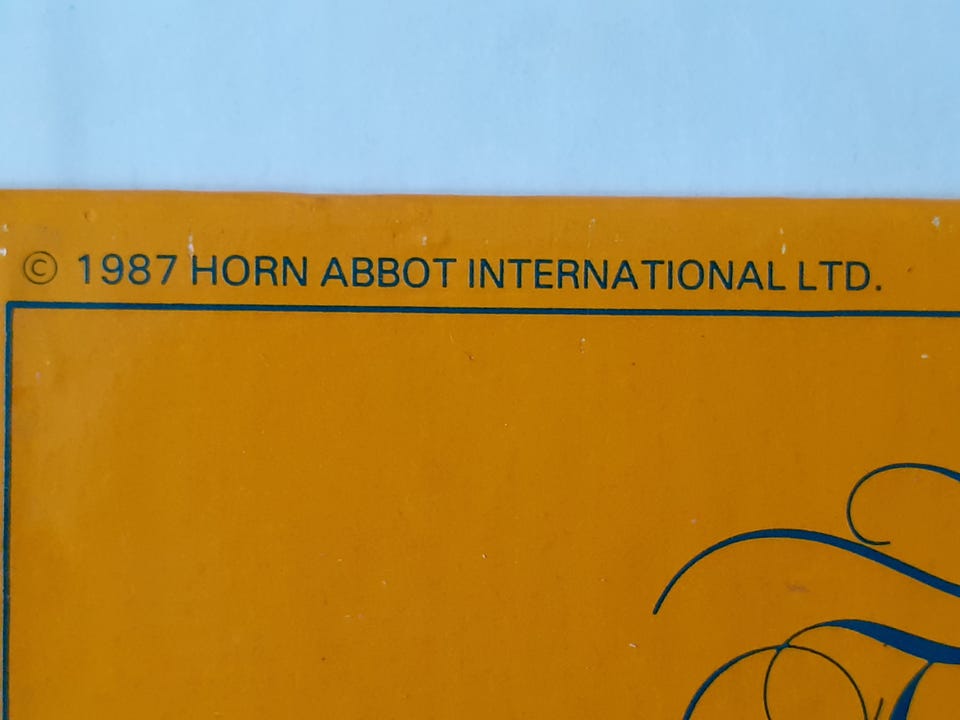 © 1987 HORN ABBOT INTERNATIONAL LTD.